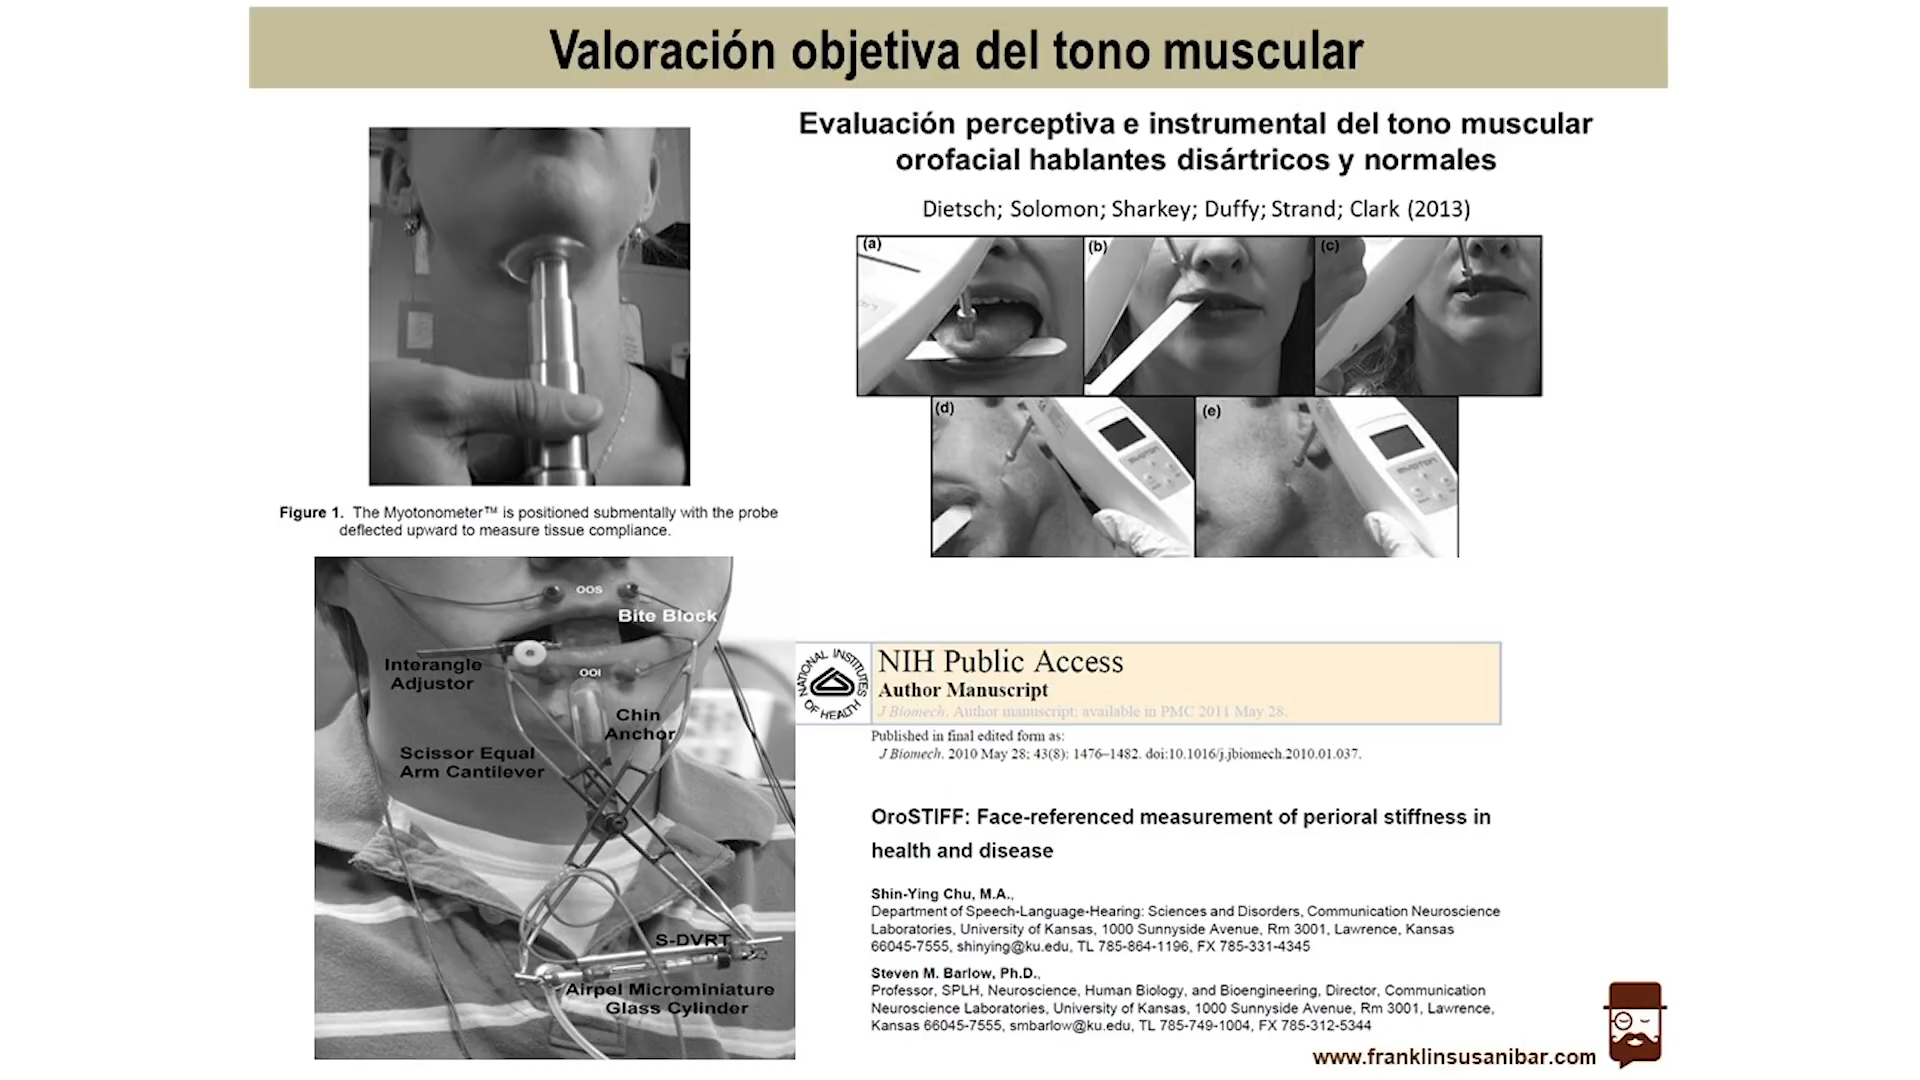 Valoración objetiva del tono muscular
Evaluación perceptiva e instrumental del tono muscular
orofacial hablantes disártricos y normales
Dietsch; Solomon; Sharkey; Duffy; Strand; Clark (2013)
(a)
(b)
(c)
(d)
(e)
MYOTON
MYOTON
Figure 1. The Myotonometer™ is positioned submentally with the probe
deflected upward to measure tissue compliance.
OOS
Bite Block
Interangle
Adjustor
OOI
Chin
Anchor
Scissor Equal
Arm Cantilever
S-DVRT
Airpel Microminiature
Glass Cylinder
NATIONAL INSTITUTES
OF HEALTH
NIH Public Access
Author Manuscript
J Biomech. Author manuscript; available in PMC 2011 May 28.
Published in final edited form as:
J Biomech. 2010 May 28; 43(8): 1476–1482. doi:10.1016/j.jbiomech.2010.01.037.
OroSTIFF: Face-referenced measurement of perioral stiffness in
health and disease
Shin-Ying Chu, M.A.,
Department of Speech-Language-Hearing: Sciences and Disorders, Communication Neuroscience
Laboratories, University of Kansas, 1000 Sunnyside Avenue, Rm 3001, Lawrence, Kansas
66045-7555, shinying@ku.edu, TL 785-864-1196, FX 785-331-4345
Steven M. Barlow, Ph.D.,
Professor, SPLH, Neuroscience, Human Biology, and Bioengineering, Director, Communication
Neuroscience Laboratories, University of Kansas, 1000 Sunnyside Avenue, Rm 3001, Lawrence,
Kansas 66045-7555, smbarlow@ku.edu, TL 785-749-1004, FX 785-312-5344
www.franklinsusanibar.com